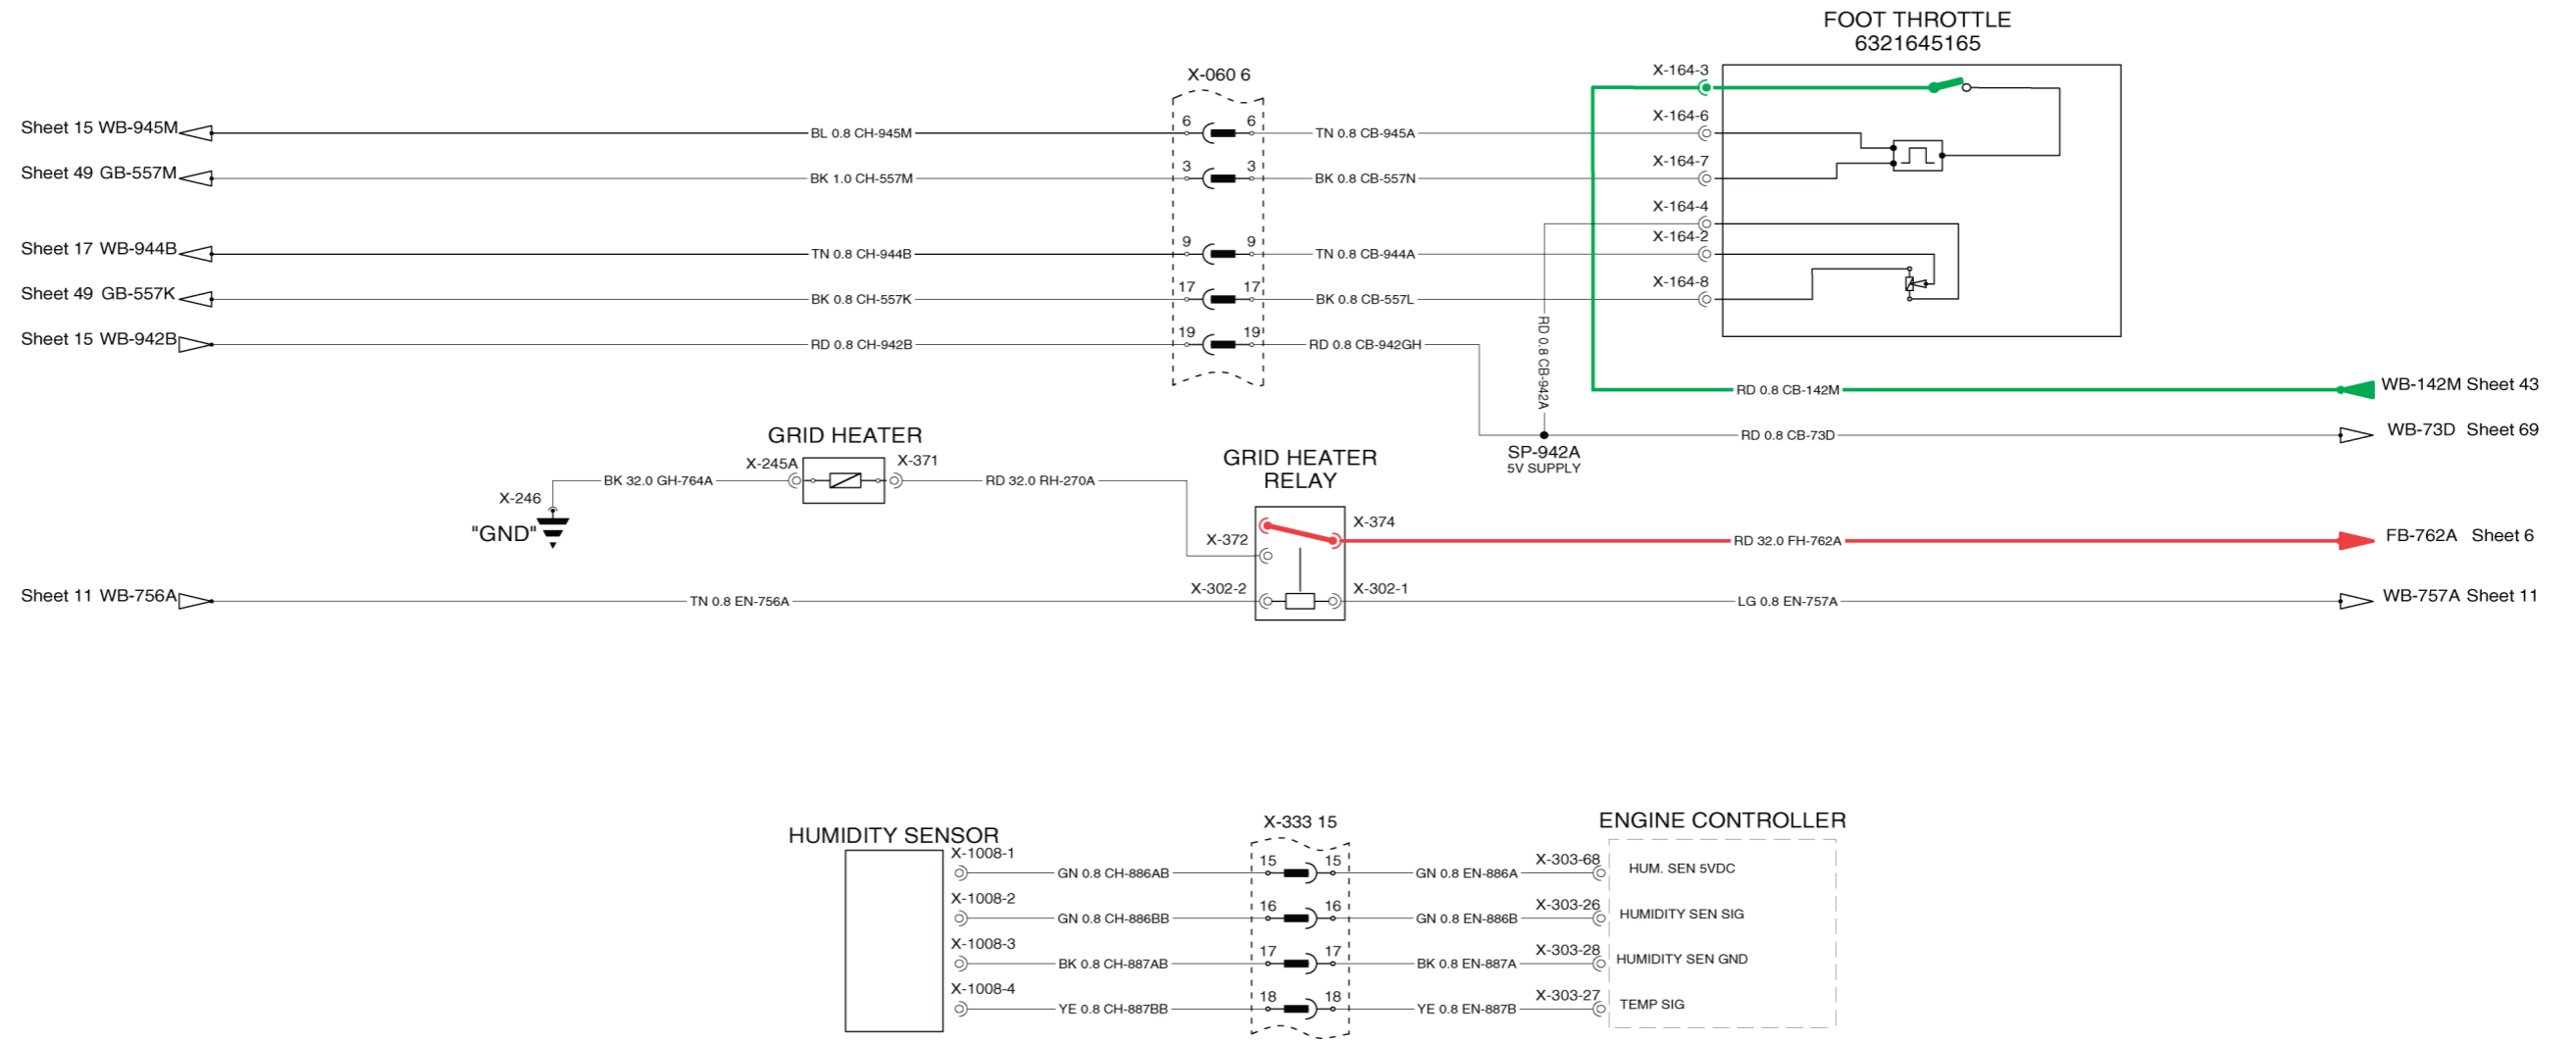 FOOT THROTTLE
6321645165
X-060 6
X-164-3
Sheet 15 WB-945M
BL 0.8 CH-945M
6
6
TN 0.8 CB-945A
X-164-6
Sheet 49 GB-557M
BK 1.0 CH-557M
3
3
BK 0.8 CB-557N
X-164-7
X-164-4
Sheet 17 WB-944B
TN 0.8 CH-944B
9
9
TN 0.8 CB-944A
X-164-2
Sheet 49 GB-557K
BK 0.8 CH-557K
17
17
BK 0.8 CB-557L
X-164-8
Sheet 15 WB-942B
RD 0.8 CH-942B
19
19
RD 0.8 CB-942GH
RD 0.8 CB-942A
RD 0.8 CB-142M
WB-142M Sheet 43
RD 0.8 CB-73D
WB-73D Sheet 69
SP-942A
5V SUPPLY
GRID HEATER
X-245A
X-371
BK 32.0 GH-764A
RD 32.0 RH-270A
X-246
"GND"
GRID HEATER
RELAY
X-374
X-372
RD 32.0 FH-762A
FB-762A Sheet 6
X-302-2
X-302-1
Sheet 11 WB-756A
TN 0.8 EN-756A
LG 0.8 EN-757A
WB-757A Sheet 11
HUMIDITY SENSOR
X-333 15
ENGINE CONTROLLER
X-1008-1
GN 0.8 CH-886AB
15
15
GN 0.8 EN-886A
X-303-68
HUM. SEN 5VDC
X-1008-2
GN 0.8 CH-886BB
16
16
GN 0.8 EN-886B
X-303-26
HUMIDITY SEN SIG
X-1008-3
BK 0.8 CH-887AB
17
17
BK 0.8 EN-887A
X-303-28
HUMIDITY SEN GND
X-1008-4
YE 0.8 CH-887BB
18
18
YE 0.8 EN-887B
X-303-27
TEMP SIG